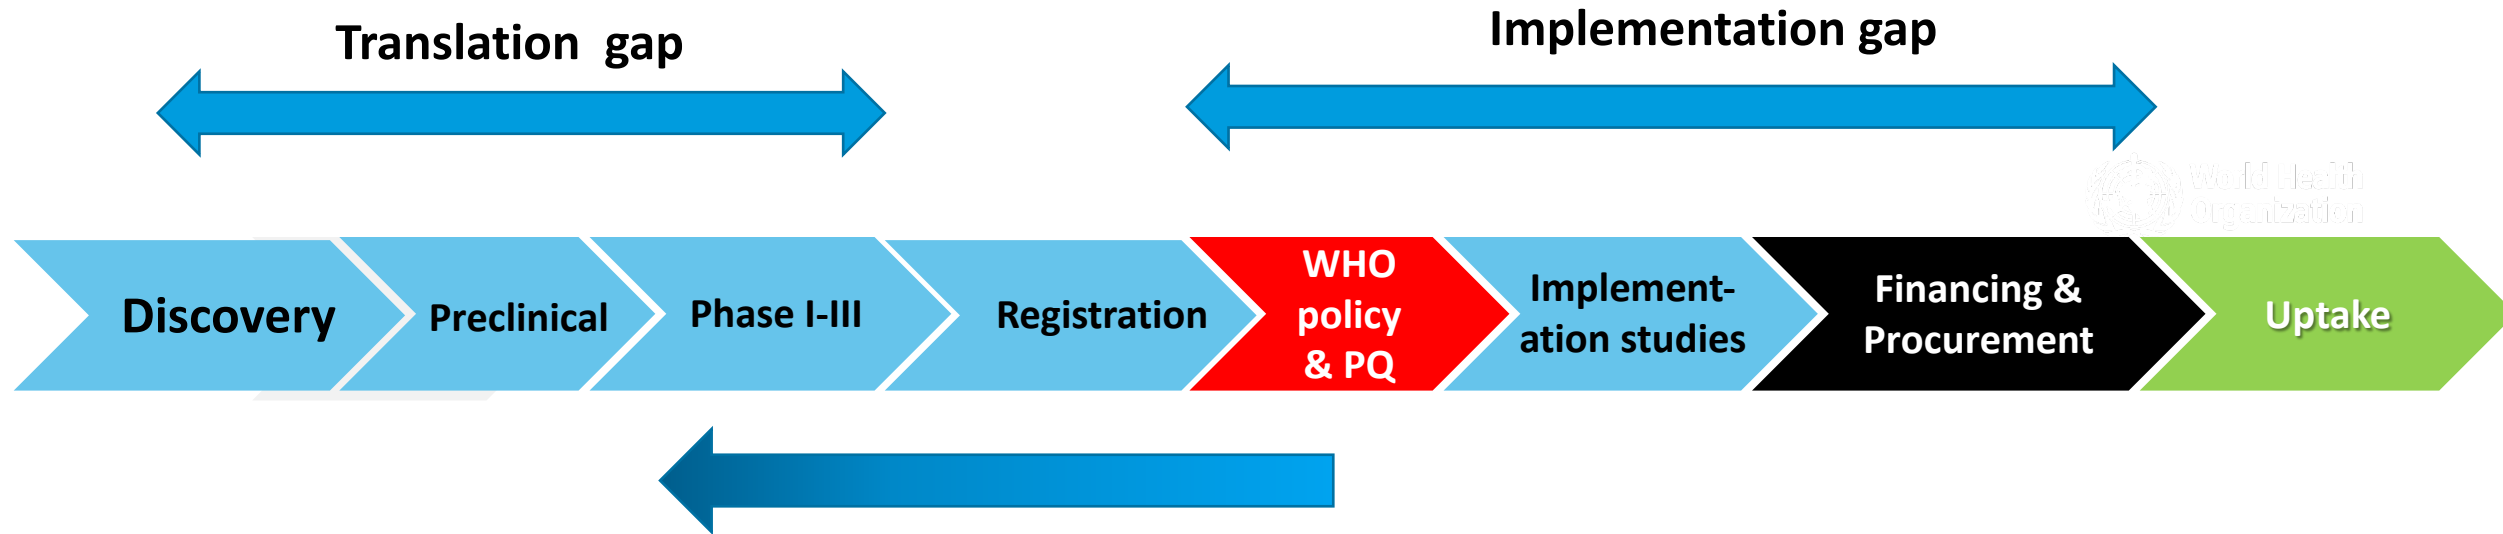 Translation gap
Implementation gap
World Health
Organization
Discovery
Preclinical
Phase I-III
Registration
WHO
policy
& PQ
Implement-
ation studies
Financing &
Procurement
Uptake